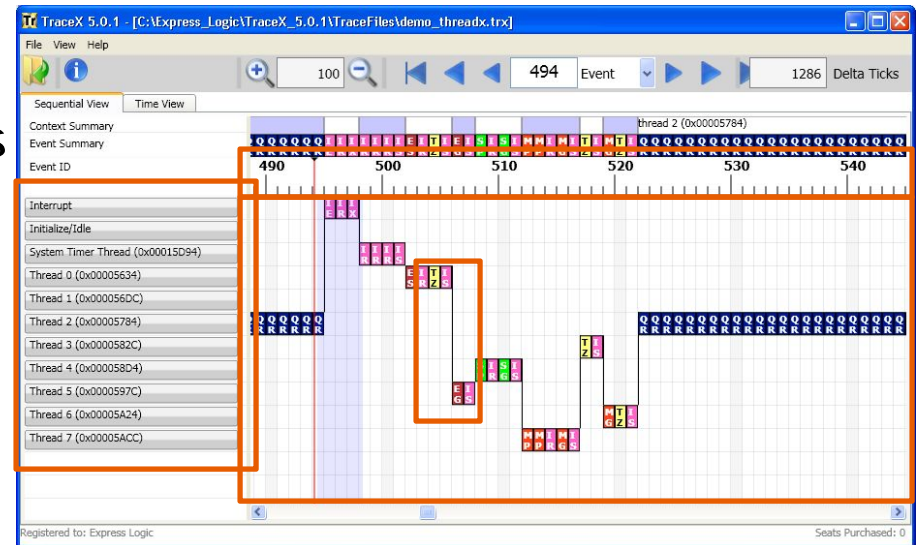 S
TraceX 5.0.1 - [C:\Express_Logic\TraceX_5.0.1\TraceFiles\demo_threadx.trx]
File View Help
100 494 Event 1286 Delta Ticks
Sequential View Time View
Context Summary thread 2 (0x00005784)
Event Summary
Event ID 490 500 510 520 530 540
Interrupt
Initialize/Idle
System Timer Thread (0x00015D94)
Thread 0 (0x00005634)
Thread 1 (0x000056DC)
Thread 2 (0x00005784)
Thread 3 (0x0000582C)
Thread 4 (0x000058D4)
Thread 5 (0x0000597C)
Thread 6 (0x00005A24)
Thread 7 (0x00005ACC)
Registered to: Express Logic Seats Purchased: 0